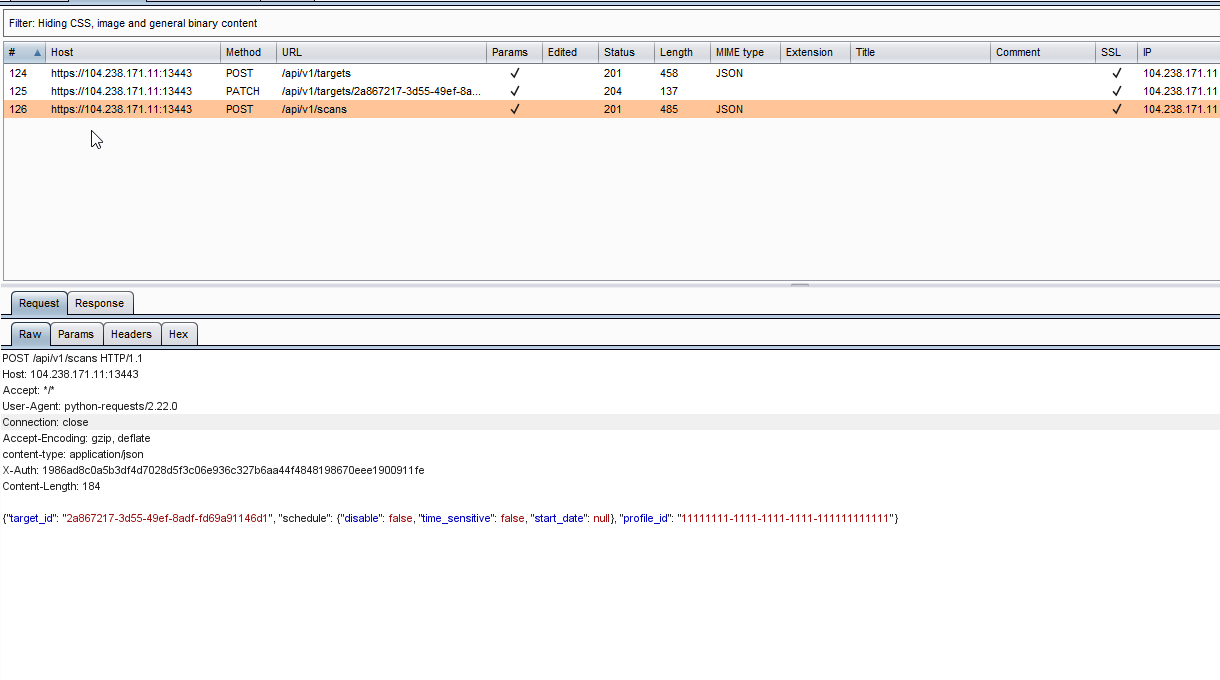 Filter: Hiding CSS, image and general binary content
# Host Method URL Params Edited Status Length MIME type Extension Title Comment SSL IP
124 https://104.238.171.11:13443 POST /api/v1/targets ✓ 201 458 JSON ✓ 104.238.171.11
125 https://104.238.171.11:13443 PATCH /api/v1/targets/2a867217-3d55-49ef-8a... ✓ 204 137 ✓ 104.238.171.11
126 https://104.238.171.11:13443 POST /api/v1/scans ✓ 201 485 JSON ✓ 104.238.171.11
Request Response
Raw Params Headers Hex
POST /api/v1/scans HTTP/1.1
Host: 104.238.171.11:13443
Accept: */*
User-Agent: python-requests/2.22.0
Connection: close
Accept-Encoding: gzip, deflate
content-type: application/json
X-Auth: 1986ad8c0a5b3df4d7028d5f3c06e936c327b6aa44f4848198670eee1900911fe
Content-Length: 184
{"target_id": "2a867217-3d55-49ef-8adf-fd69a91146d1", "schedule": {"disable": false, "time_sensitive": false, "start_date": null}, "profile_id": "11111111-1111-1111-1111-111111111111"}